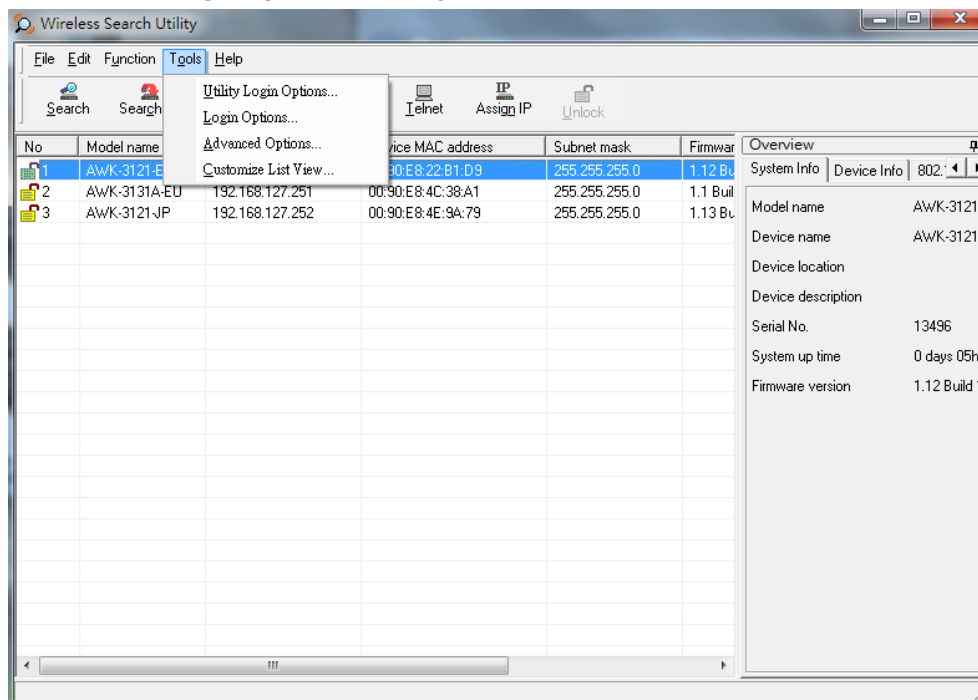 Wireless Search Utility
File Edit Function Tools Help
Search Search Telnet Assign IP Unlock
Utility Login Options...
Login Options...
Advanced Options...
Customize List View...
No Model name vice MAC address Subnet mask Firmwar
1 AWK-3121-E 90:E8:22:B1:D9 255.255.255.0 1.12 Bu
2 AWK-3131A-EU 192.168.127.251 00:90:E8:4C:38:A1 255.255.255.0 1.1 Buil
3 AWK-3121-JP 192.168.127.252 00:90:E8:4E:9A:79 255.255.255.0 1.13 Bu
Overview
System Info Device Info 802.
Model name AWK-3121
Device name AWK-3121
Device location
Device description
Serial No. 13496
System up time 0 days 05h
Firmware version 1.12 Build